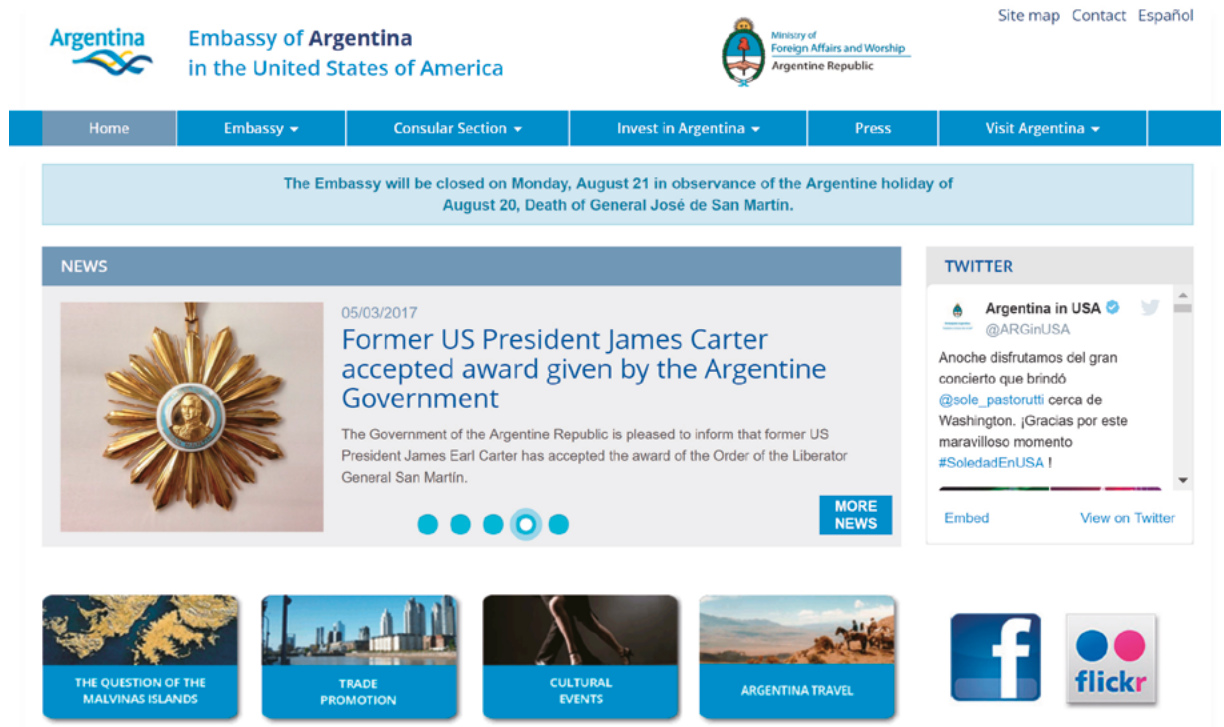 Site map Contact Español
Argentina
Embassy of Argentina
in the United States of America
Ministry of
Foreign Affairs and Worship
Argentine Republic
Home Embassy Consular Section Invest in Argentina Press Visit Argentina
The Embassy will be closed on Monday, August 21 in observance of the Argentine holiday of
August 20, Death of General José de San Martín.
NEWS
05/03/2017
Former US President James Carter
accepted award given by the Argentine
Government
The Government of the Argentine Republic is pleased to inform that former US
President James Earl Carter has accepted the award of the Order of the Liberator
General San Martín.
MORE
NEWS
TWITTER
Argentina in USA
@ARGinUSA
Anoche disfrutamos del gran
concierto que brindó
@sole_pastorutti cerca de
Washington. ¡Gracias por este
maravilloso momento
#SoledadEnUSA !
Embed View on Twitter
THE QUESTION OF THE
MALVINAS ISLANDS
TRADE
PROMOTION
CULTURAL
EVENTS
ARGENTINA TRAVEL
f
flickr